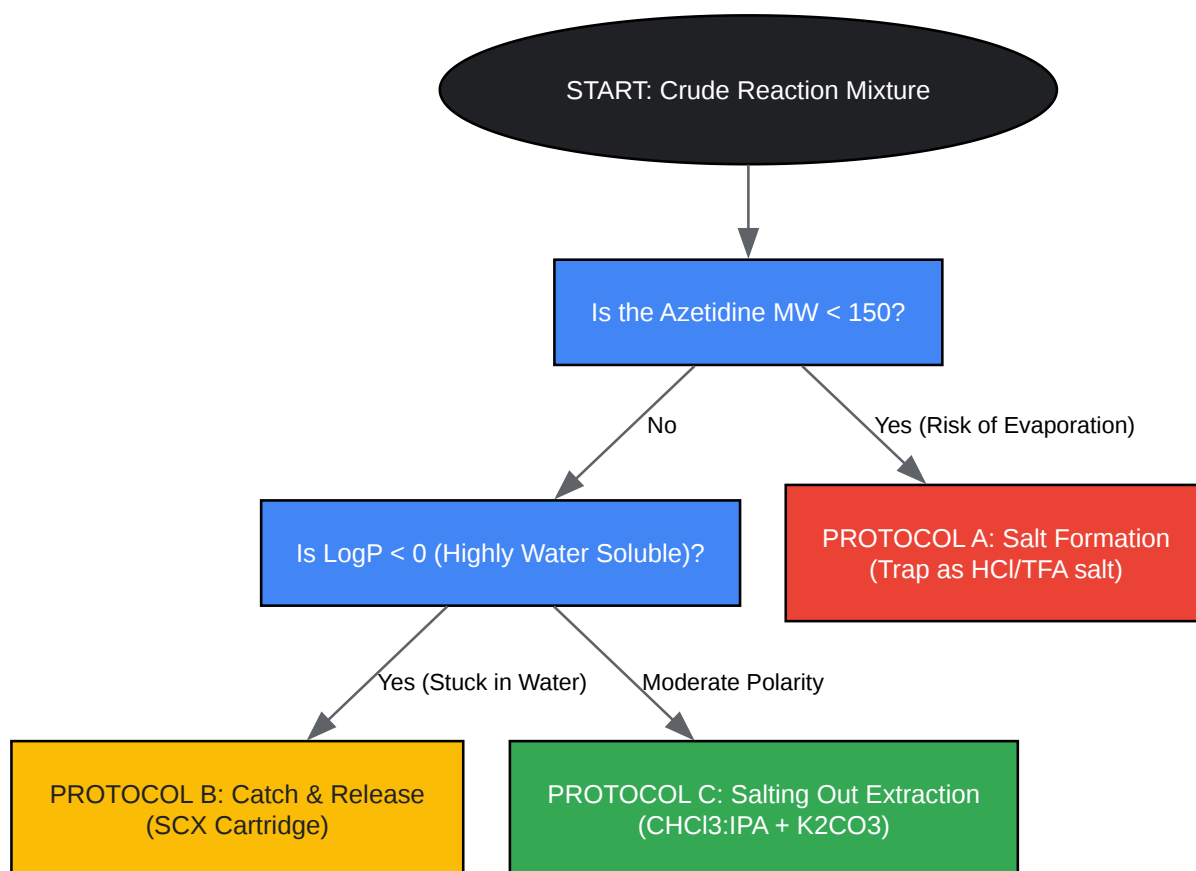 START: Crude Reaction Mixture
Is the Azetidine MW < 150?
No
Yes (Risk of Evaporation)
Is LogP < 0 (Highly Water Soluble)?
PROTOCOL A: Salt Formation
(Trap as HCl/TFA salt)
Yes (Stuck in Water)
Moderate Polarity
PROTOCOL B: Catch & Release
(SCX Cartridge)
PROTOCOL C: Salting Out Extraction
(CHCl3:IPA + K2CO3)